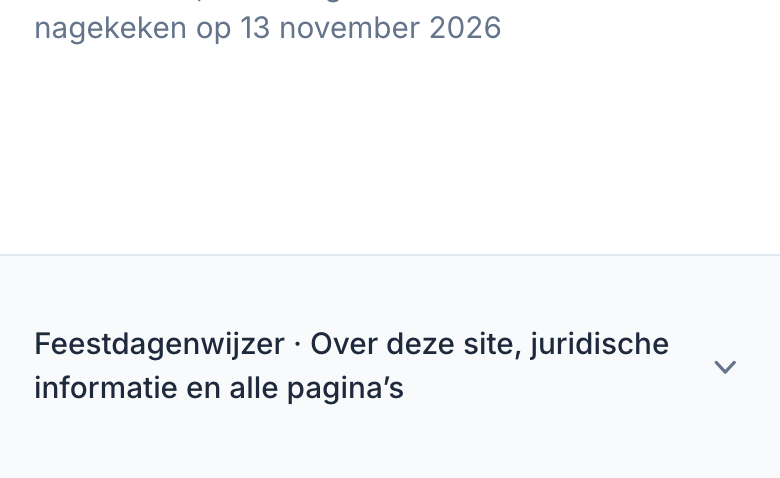 nagekeken op 13 november 2026
Feestdagenwijzer · Over deze site, juridische
informatie en alle pagina’s